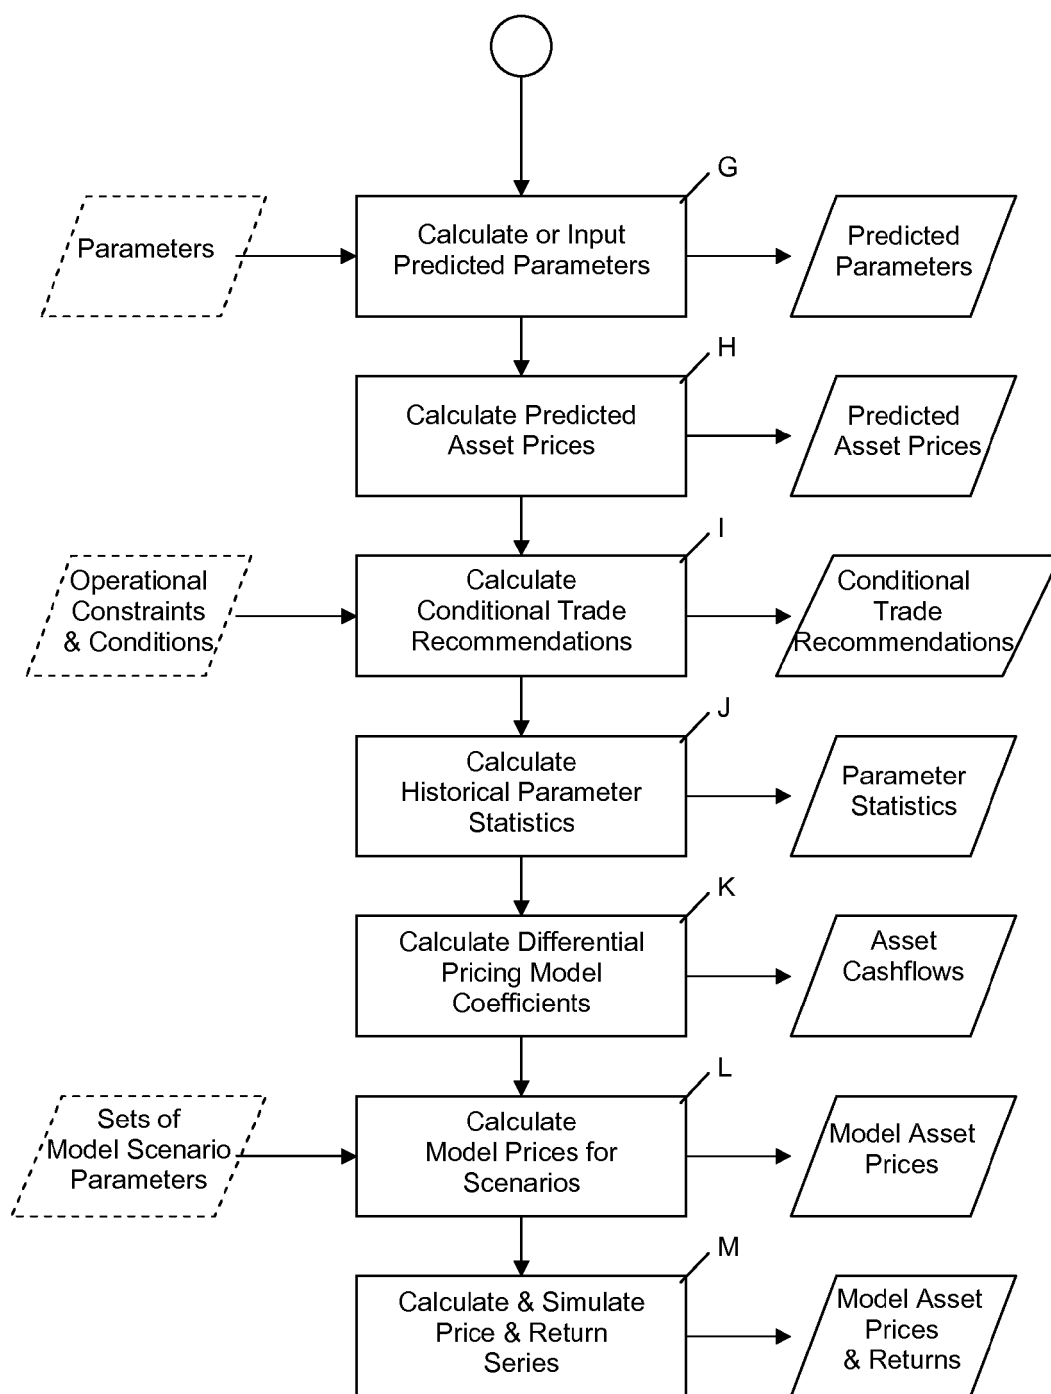 G
Parameters
Calculate or Input
Predicted Parameters
Predicted
Parameters
H
Calculate Predicted
Asset Prices
Predicted
Asset Prices
I
Operational
Constraints
& Conditions
Calculate
Conditional Trade
Recommendations
Conditional
Trade
Recommendations
J
Calculate
Historical Parameter
Statistics
Parameter
Statistics
K
Calculate Differential
Pricing Model
Coefficients
Asset
Cashflows
L
Sets of
Model Scenario
Parameters
Calculate
Model Prices for
Scenarios
Model Asset
Prices
M
Calculate & Simulate
Price & Return
Series
Model Asset
Prices
& Returns